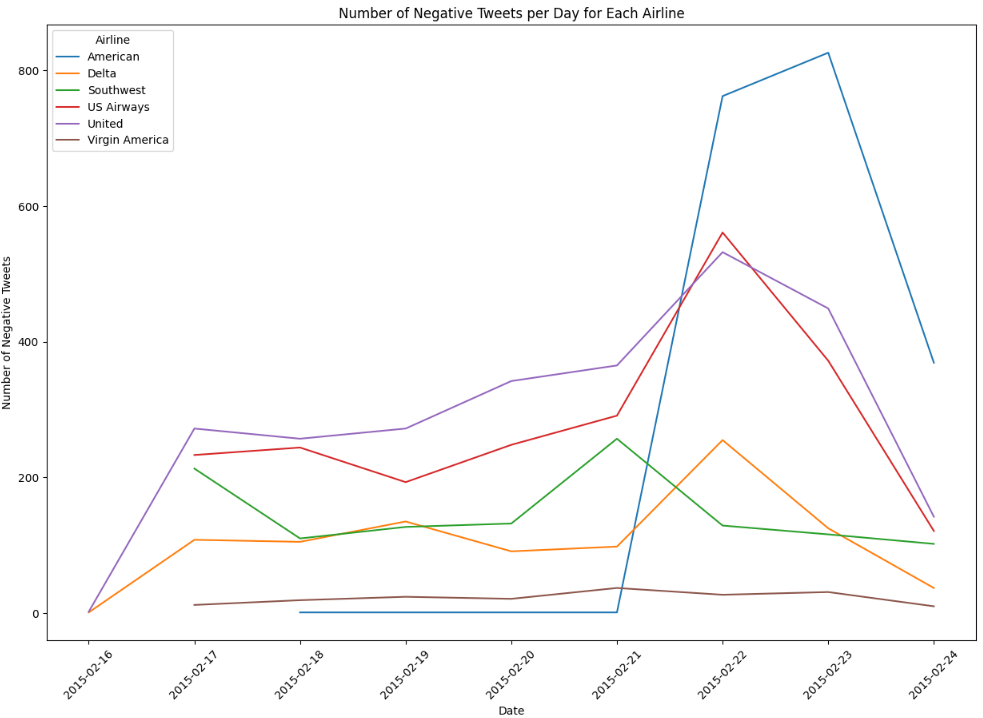 Number of Negative Tweets per Day for Each Airline
Airline
American
Delta
Southwest
US Airways
United
Virgin America
Number of Negative Tweets
800
600
400
200
0
2015-02-16
2015-02-17
2015-02-18
2015-02-19
2015-02-20
2015-02-21
2015-02-22
2015-02-23
2015-02-24
Date